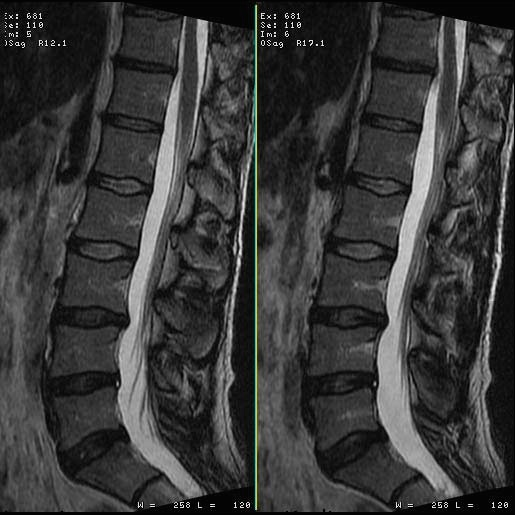 Ex: 681
Se: 110
Im: 5
OSag R12.1
Ex: 681
Se: 110
Im: 6
OSag R17.1
W = 258 L = 120
W = 258 L = 120